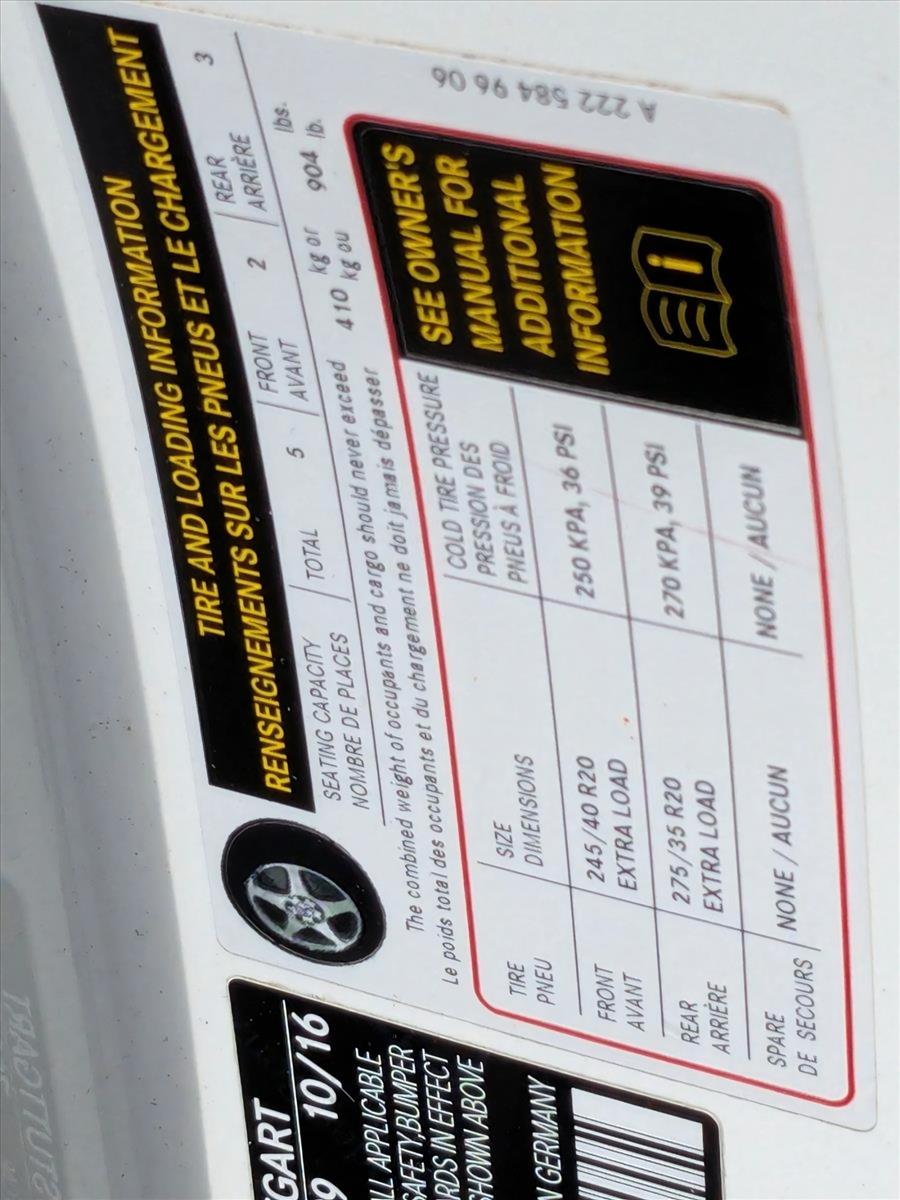 TIRE AND LOADING INFORMATION
RENSEIGNEMENTS SUR LES PNEUS ET LE CHARGEMENT
SEATING CAPACITY TOTAL 5 FRONT 2 REAR 3
NOMBRE DE PLACES AVANT ARRIÈRE
The combined weight of occupants and cargo should never exceed 410 kg or 904 lbs.
Le poids total des occupants et du chargement ne doit jamais dépasser kg ou lb.
TIRE SIZE COLD TIRE PRESSURE
PNEU DIMENSIONS PRESSION DES
PNEUS À FROID
FRONT 245/40 R20 250 KPA, 36 PSI
AVANT EXTRA LOAD
REAR 275/35 R20 270 KPA, 39 PSI
ARRIÈRE EXTRA LOAD
SPARE NONE / AUCUN NONE / AUCUN
DE SECOURS
SEE OWNER'S
MANUAL FOR
ADDITIONAL
INFORMATION
i
A 222 584 96 06
GART
9 10/16
LL APPLICABLE
SAFETY,BUMPER
RDS IN EFFECT
SHOWN ABOVE
N GERMANY